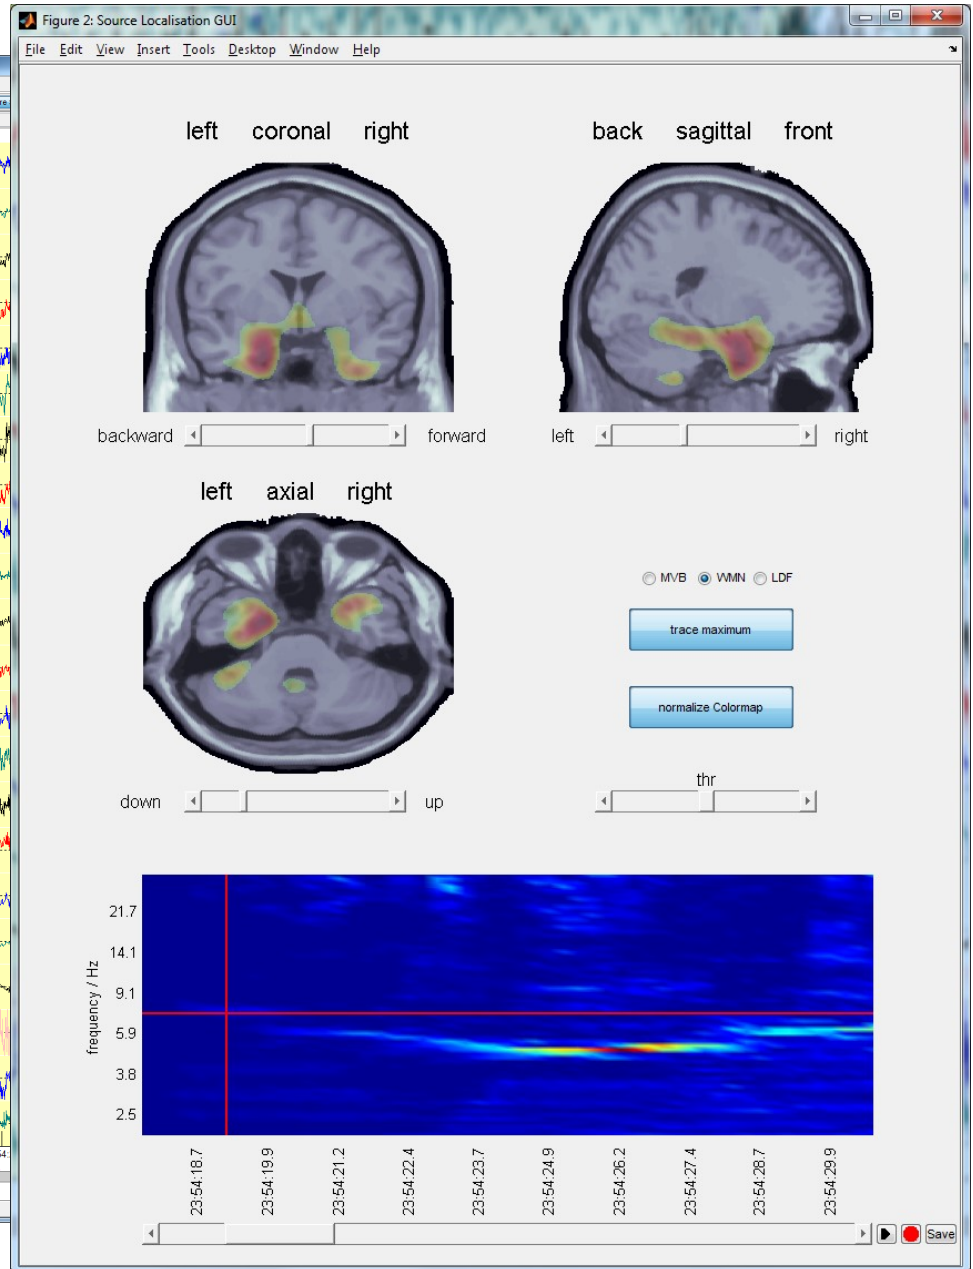 Figure 2: Source Localisation GUI
File Edit View Insert Tools Desktop Window Help
left coronal right
back sagittal front
backward forward
left right
left axial right
MVB WMN LDF
trace maximum
normalize Colormap
thr
down up
frequency / Hz
21.7
14.1
9.1
5.9
3.8
2.5
23:54:18.7
23:54:19.9
23:54:21.2
23:54:22.4
23:54:23.7
23:54:24.9
23:54:26.2
23:54:27.4
23:54:28.7
23:54:29.9
Save